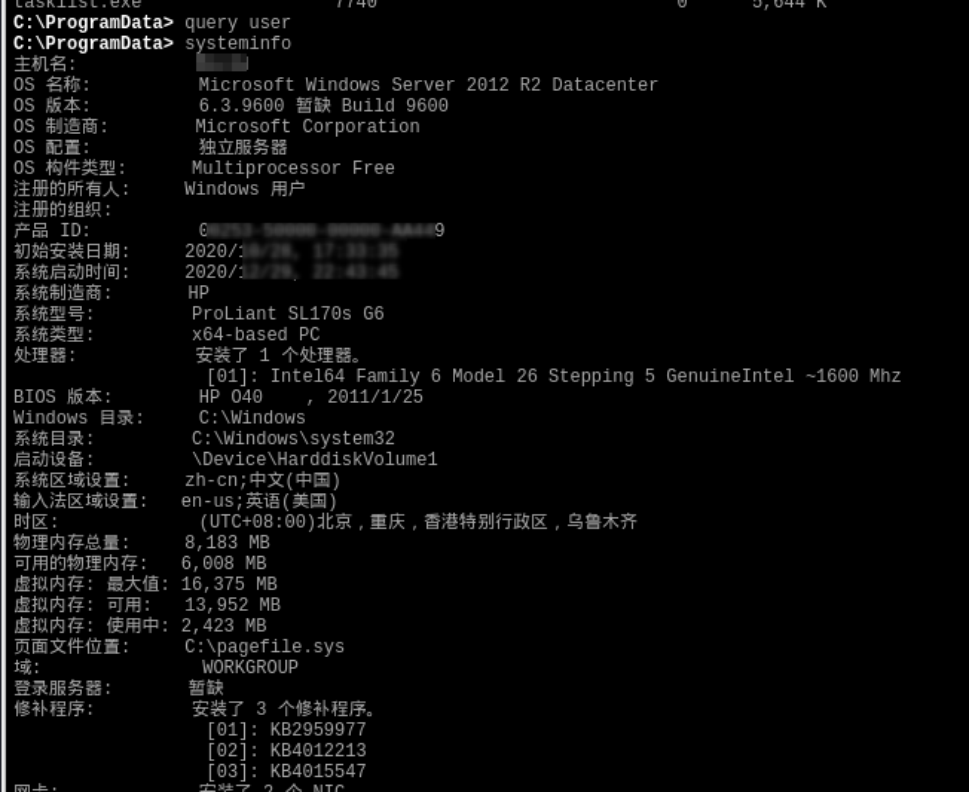 tasklist.exe 7740 0 5,644 K
C:\ProgramData> query user
C:\ProgramData> systeminfo
主机名:
OS 名称: Microsoft Windows Server 2012 R2 Datacenter
OS 版本: 6.3.9600 暂缺 Build 9600
OS 制造商: Microsoft Corporation
OS 配置: 独立服务器
OS 构件类型: Multiprocessor Free
注册的所有人: Windows 用户
注册的组织:
产品 ID:
初始安装日期: 2020/
系统启动时间: 2020/
系统制造商: HP
系统型号: ProLiant SL170s G6
系统类型: x64-based PC
处理器: 安装了 1 个处理器。
[01]: Intel64 Family 6 Model 26 Stepping 5 GenuineIntel ~1600 Mhz
BIOS 版本: HP O40 , 2011/1/25
Windows 目录: C:\Windows
系统目录: C:\Windows\system32
启动设备: \Device\HarddiskVolume1
系统区域设置: zh-cn;中文(中国)
输入法区域设置: en-us;英语(美国)
时区: (UTC+08:00)北京，重庆，香港特别行政区，乌鲁木齐
物理内存总量: 8,183 MB
可用的物理内存: 6,008 MB
虚拟内存: 最大值: 16,375 MB
虚拟内存: 可用: 13,952 MB
虚拟内存: 使用中: 2,423 MB
页面文件位置: C:\pagefile.sys
域: WORKGROUP
登录服务器: 暂缺
修补程序: 安装了 3 个修补程序。
[01]: KB2959977
[02]: KB4012213
[03]: KB4015547
网卡: 安装了 2 个 NIC